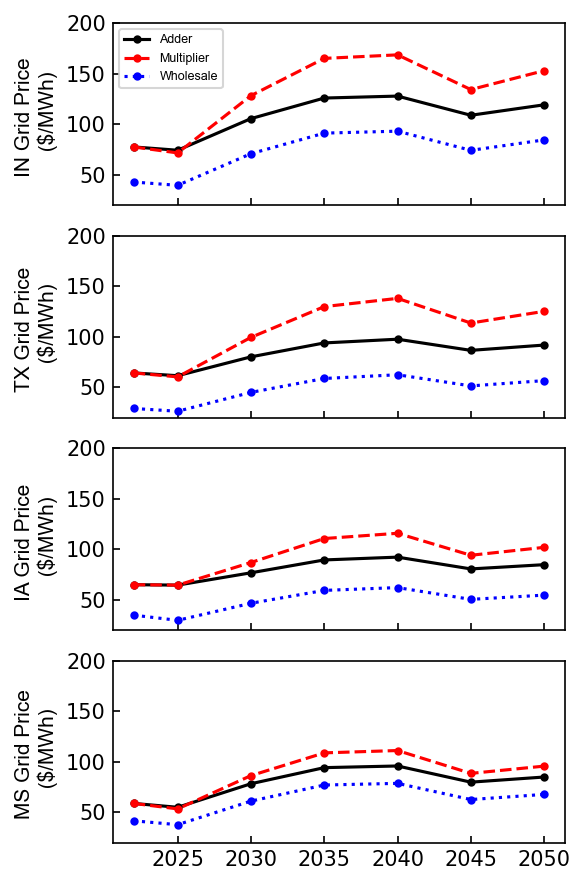 200
150
100
50
IN Grid Price
($/MWh)
Adder
Multiplier
Wholesale
200
150
100
50
TX Grid Price
($/MWh)
200
150
100
50
IA Grid Price
($/MWh)
200
150
100
50
MS Grid Price
($/MWh)
2025 2030 2035 2040 2045 2050